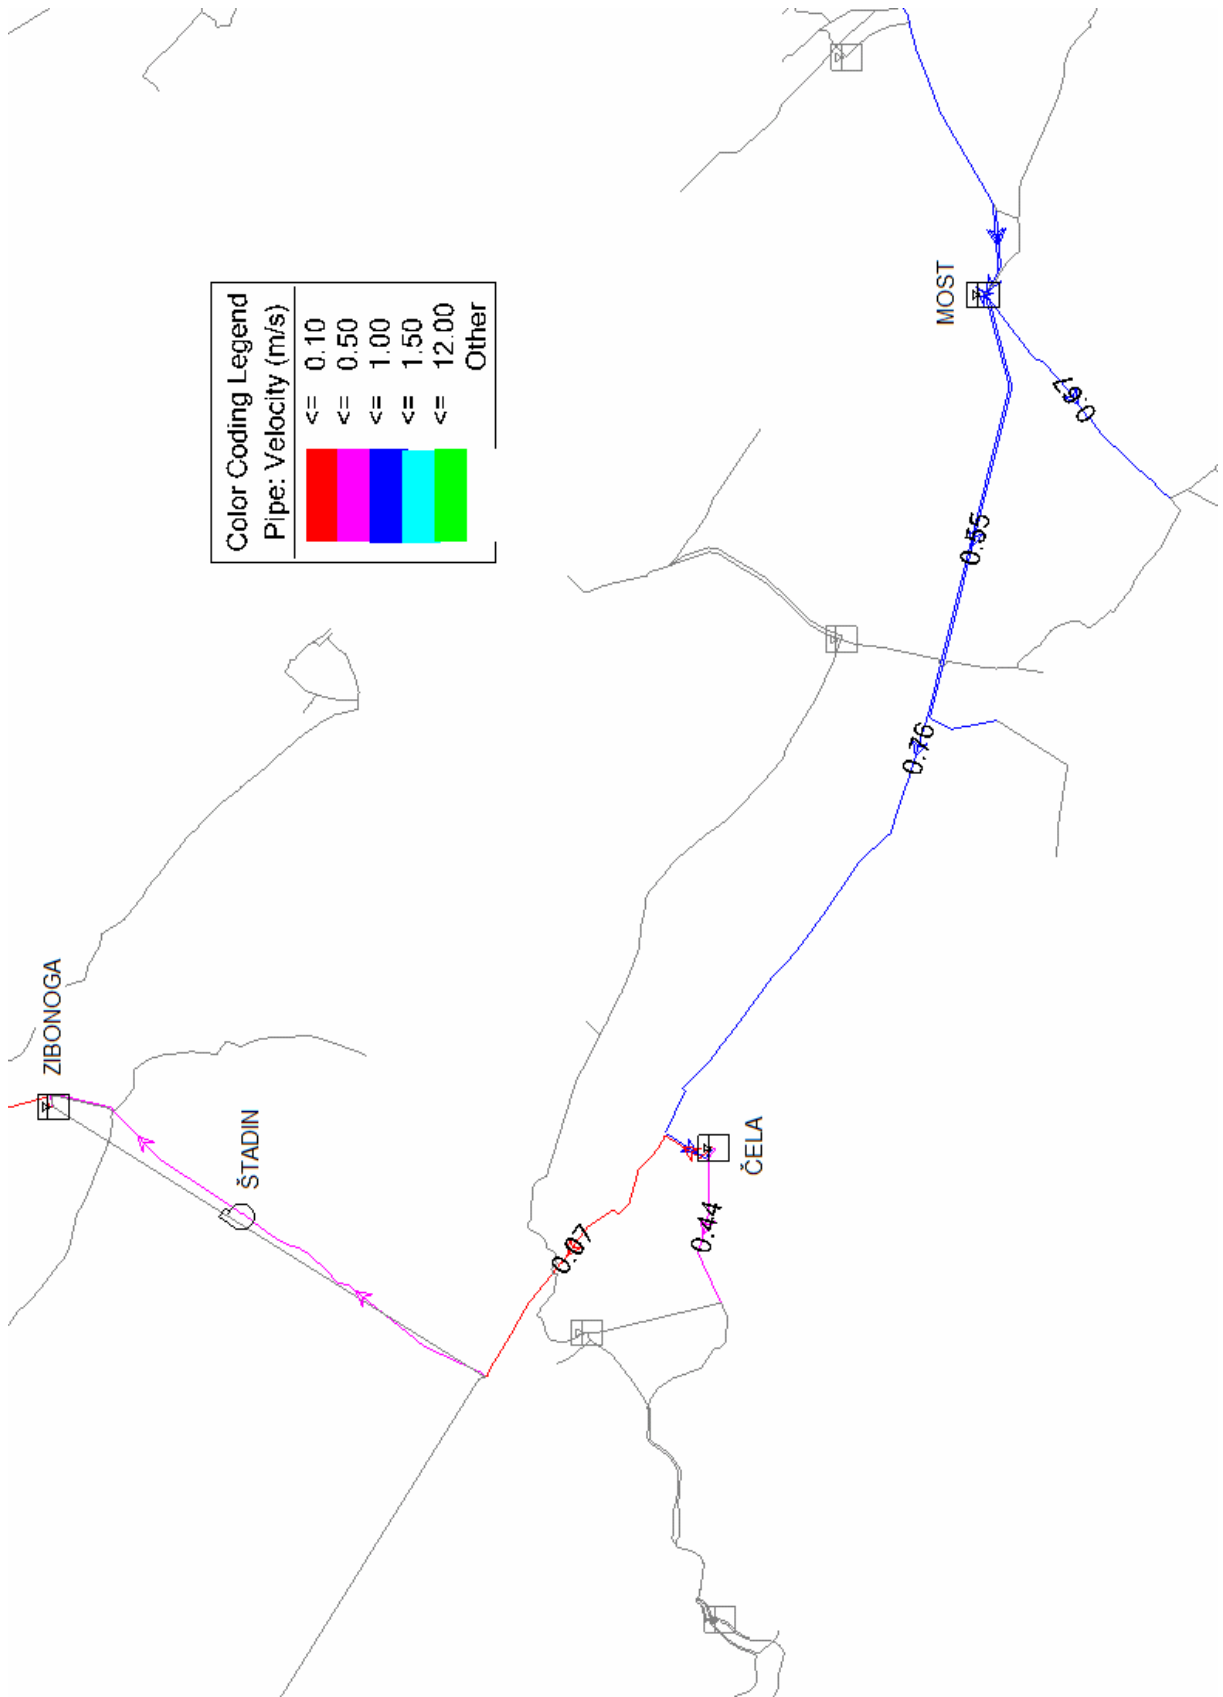 Color Coding Legend
Pipe: Velocity (m/s)
<= 0.10
<= 0.50
<= 1.00
<= 1.50
<= 12.00
Other
ZIBONOGA
ŠTADIN
ČELA
MOST
0.67
0.55
0.76
0.07
0.44